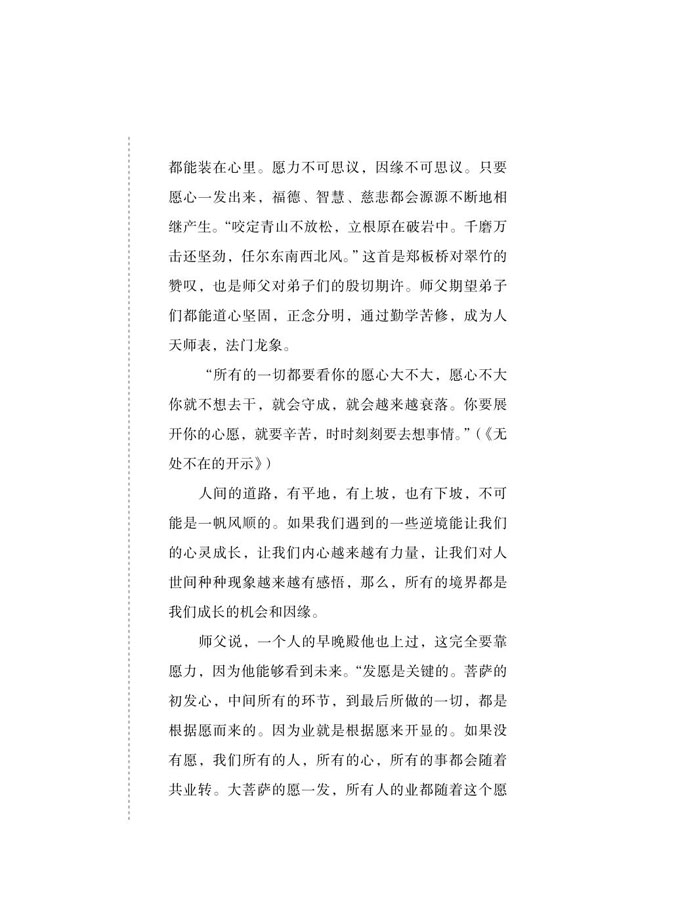 都能装在心里。愿力不可思议，因缘不可思议。只要
愿心一发出来，福德、智慧、慈悲都会源源不断地相
继产生。“咬定青山不放松，立根原在破岩中。千磨万
击还坚劲，任尔东南西北风。”这首是郑板桥对翠竹的
赞叹，也是师父对弟子们的殷切期许。师父期望弟子
们都能道心坚固，正念分明，通过勤学苦修，成为人
天师表，法门龙象。
“所有的一切都要看你的愿心大不大，愿心不大
你就不想去干，就会守成，就会越来越衰落。你要展
开你的心愿，就要辛苦，时时刻刻要去想事情。”（《无
处不在的开示》）
人间的道路，有平地，有上坡，也有下坡，不可
能是一帆风顺的。如果我们遇到的一些逆境能让我们
的心灵成长，让我们内心越来越有力量，让我们对人
世间种种现象越来越有感悟，那么，所有的境界都是
我们成长的机会和因缘。
师父说，一个人的早晚殿他也上过，这完全要靠
愿力，因为他能够看到未来。“发愿是关键的。菩萨的
初发心，中间所有的环节，到最后所做的一切，都是
根据愿而来的。因为业就是根据愿来开显的。如果没
有愿，我们所有的人，所有的心，所有的事都会随着
共业转。大菩萨的愿一发，所有人的业都随着这个愿